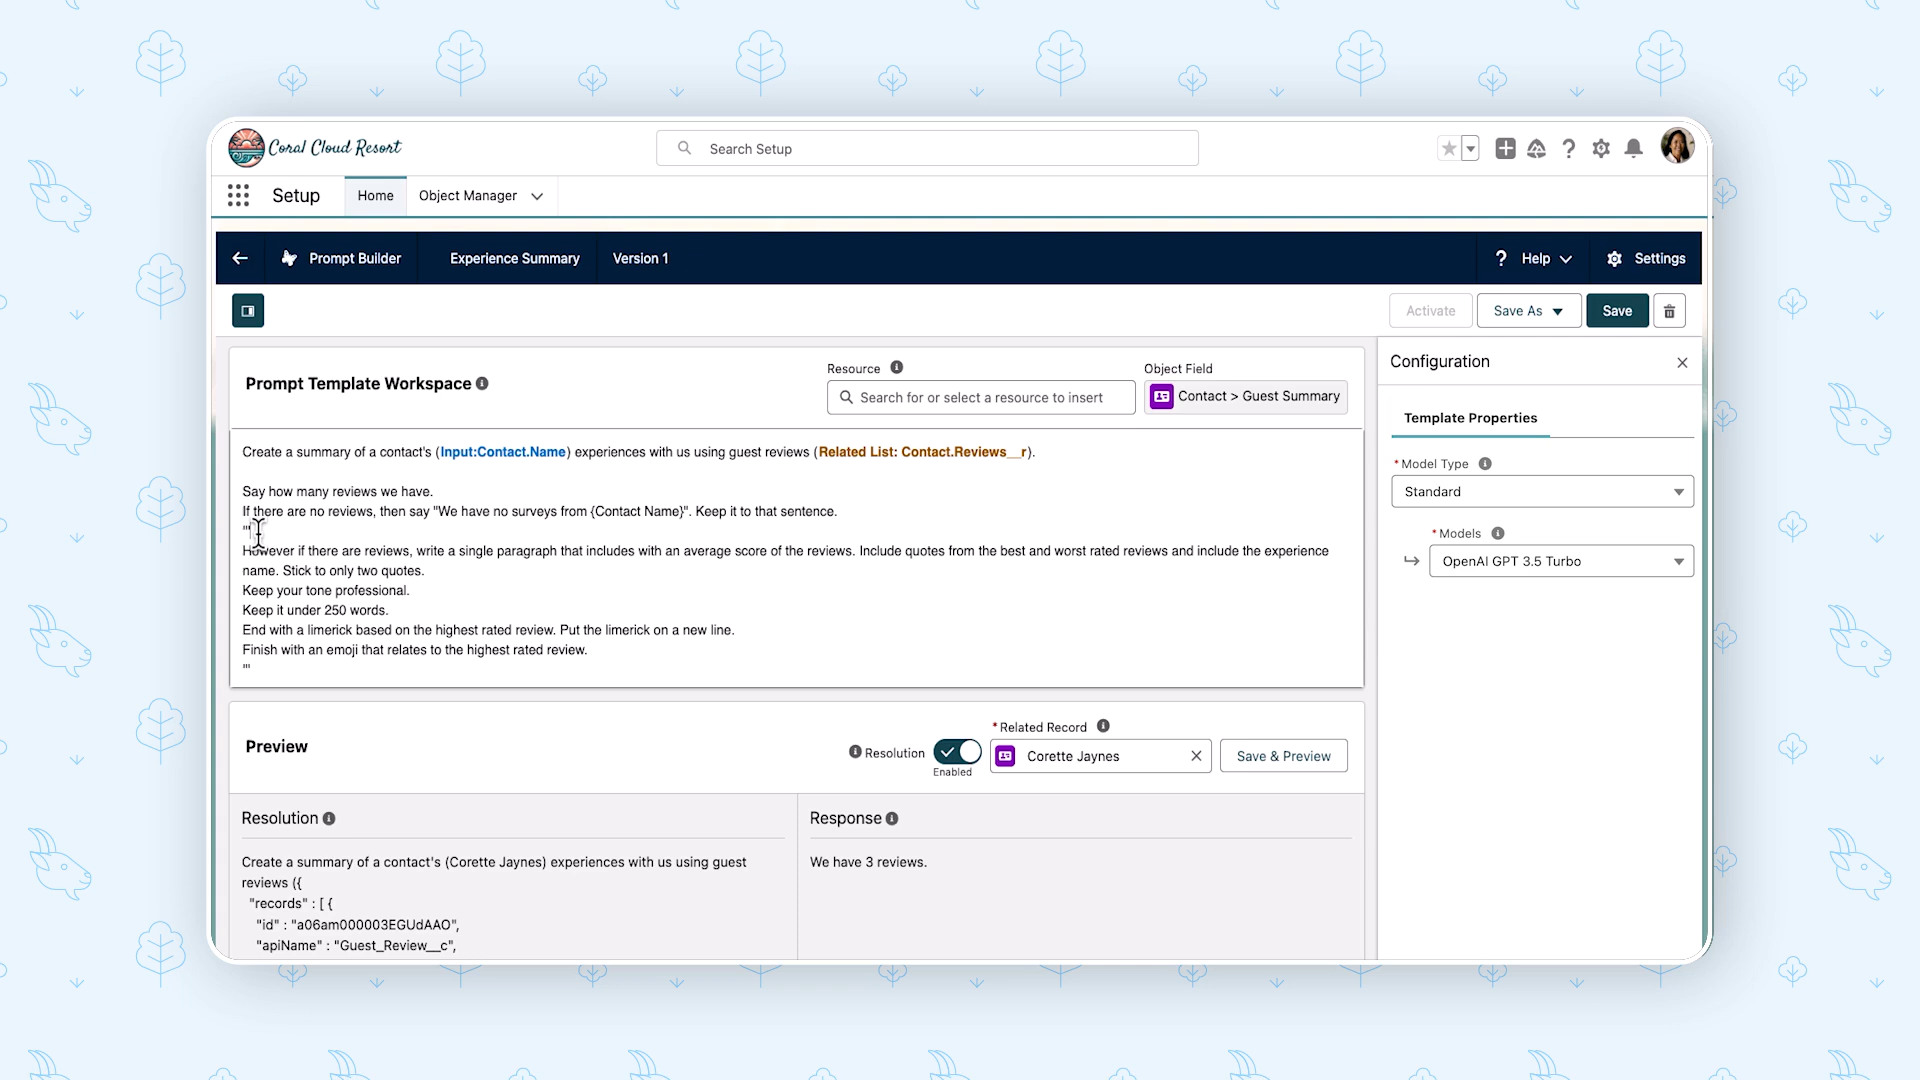 Coral Cloud Resort
Search Setup
Setup
Home
Object Manager
Prompt Builder
Experience Summary
Version 1
Help
Settings
Activate
Save As
Save
Prompt Template Workspace
Resource
Search for or select a resource to insert
Object Field
Contact > Guest Summary
Create a summary of a contact's (Input:Contact.Name) experiences with us using guest reviews (Related List: Contact.Reviews__r).
Say how many reviews we have.
If there are no reviews, then say "We have no surveys from {Contact Name}". Keep it to that sentence.
"'
However if there are reviews, write a single paragraph that includes with an average score of the reviews. Include quotes from the best and worst rated reviews and include the experience
name. Stick to only two quotes.
Keep your tone professional.
Keep it under 250 words.
End with a limerick based on the highest rated review. Put the limerick on a new line.
Finish with an emoji that relates to the highest rated review.
"'
Configuration
Template Properties
*Model Type
Standard
*Models
OpenAI GPT 3.5 Turbo
Preview
Resolution
Enabled
*Related Record
Corette Jaynes
Save & Preview
Resolution
Create a summary of a contact's (Corette Jaynes) experiences with us using guest
reviews ({
"records" : [ {
"id" : "a06am000003EGUdAAO",
"apiName" : "Guest_Review__c",
Response
We have 3 reviews.